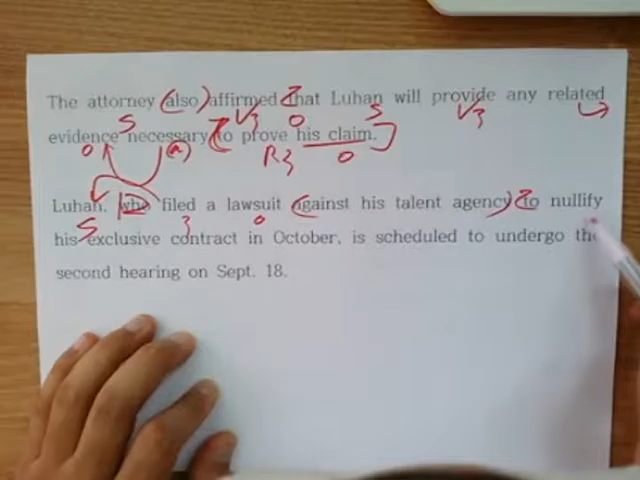 The attorney also affirmed that Luhan will provide any related
evidence necessary to prove his claim.
Luhan, who filed a lawsuit against his talent agency to nullify
his exclusive contract in October, is scheduled to undergo the
second hearing on Sept. 18.